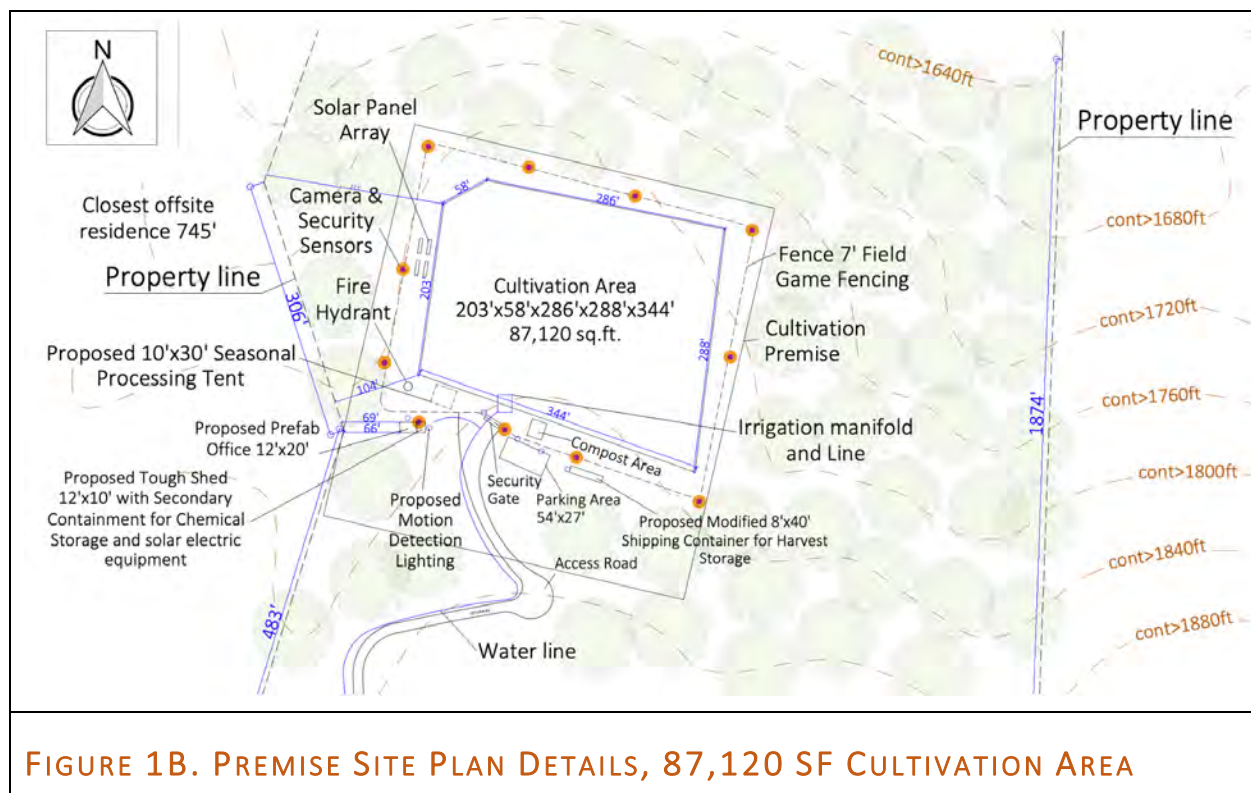 N
Solar Panel
Array
Camera &
Security
Sensors
Closest offsite
residence 745'
Property line
Fire
Hydrant
306'
58'
286'
203'
Cultivation Area
203'x58'x286'x288'x344'
87,120 sq.ft.
288'
344'
Fence 7' Field
Game Fencing
Cultivation
Premise
Proposed 10'x30' Seasonal
Processing Tent
104'
69'
66'
Proposed Prefab
Office 12'x20'
Proposed Tough Shed
12'x10' with Secondary
Containment for Chemical
Storage and solar electric
equipment
Proposed
Motion
Detection
Lighting
Security
Gate
Compost Area
Parking Area
54'x27'
Irrigation manifold
and Line
Proposed Modified 8'x40'
Shipping Container for Harvest
Storage
Access Road
Water line
483'
Property line
1874'
cont>1640ft
cont>1680ft
cont>1720ft
cont>1760ft
cont>1800ft
cont>1840ft
cont>1880ft
FIGURE 1B. PREMISE SITE PLAN DETAILS, 87,120 SF CULTIVATION AREA